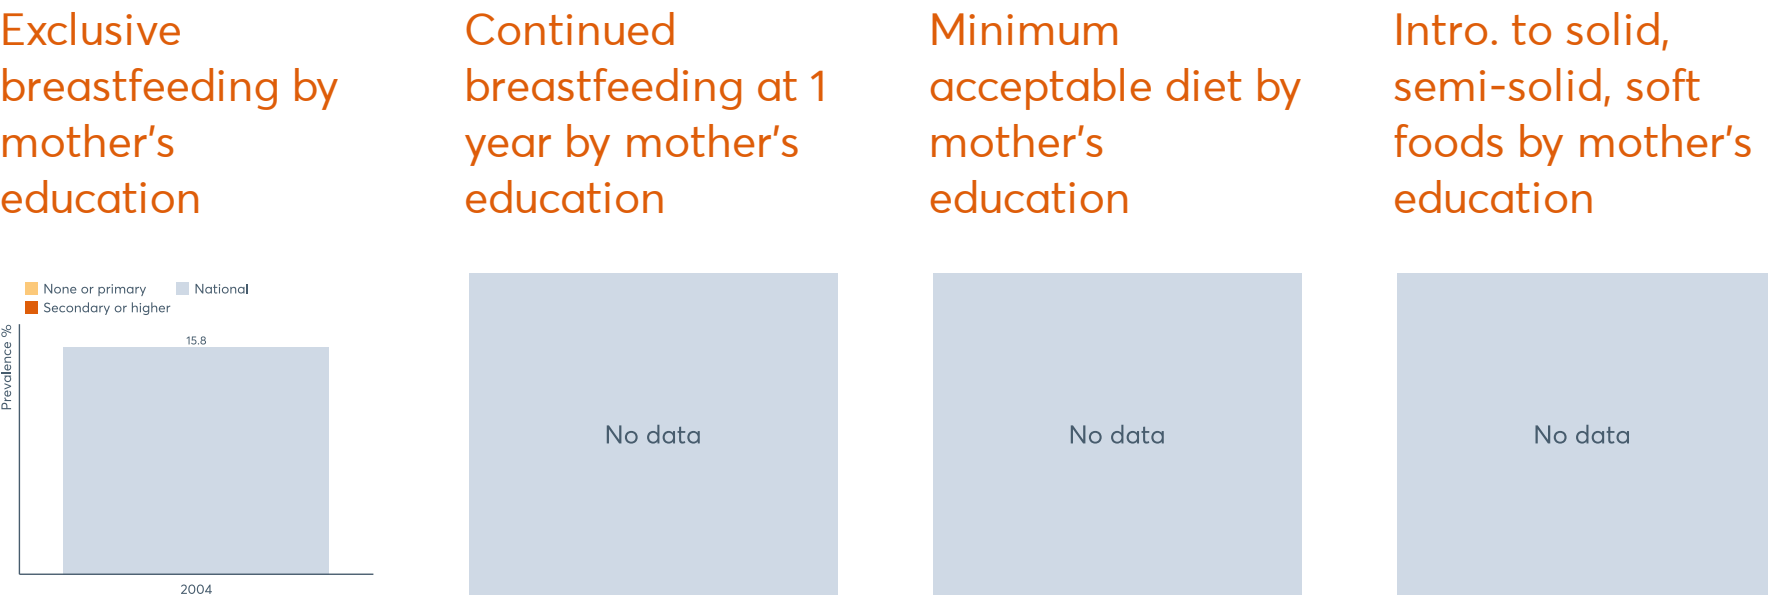 Exclusive
breastfeeding by
mother's
education
Continued
breastfeeding at 1
year by mother's
education
Minimum
acceptable diet by
mother's
education
Intro. to solid,
semi-solid, soft
foods by mother's
education
None or primary
National
Secondary or higher
Prevalence %
15.8
2004
No data
No data
No data